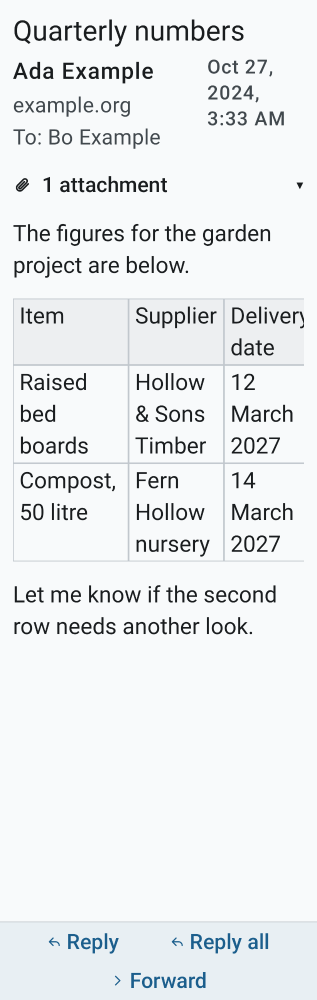 Quarterly numbers
Ada Example
Oct 27,
2024,
3:33 AM
example.org
To: Bo Example
1 attachment
The figures for the garden
project are below.
Item Supplier Delivery
date
Raised
bed
boards
Hollow
& Sons
Timber
12
March
2027
Compost,
50 litre
Fern
Hollow
nursery
14
March
2027
Let me know if the second
row needs another look.
Reply Reply all
Forward